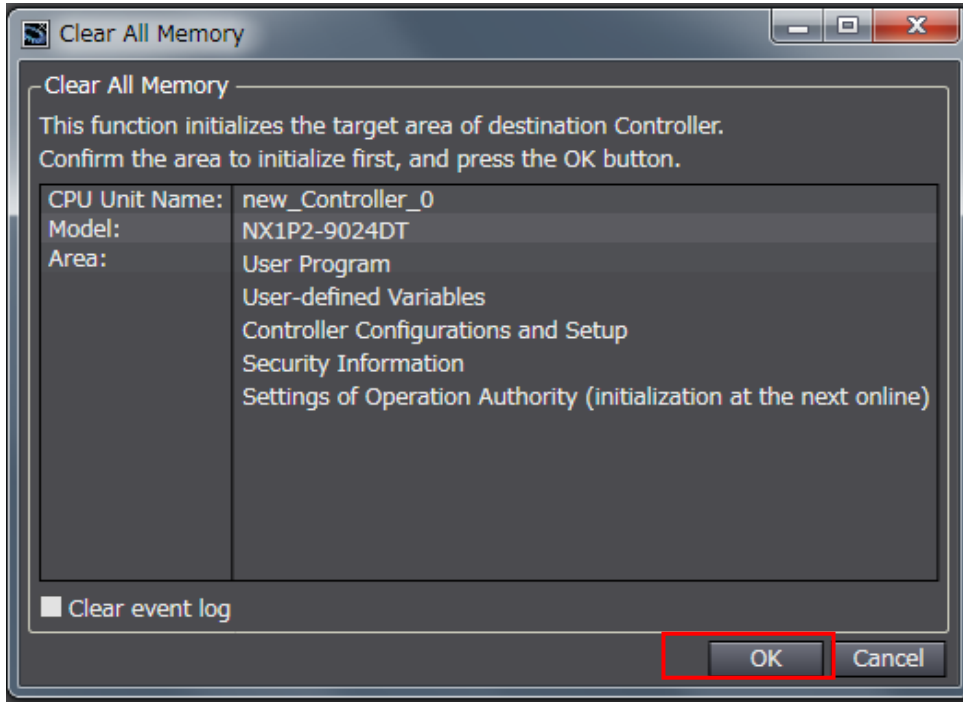 Clear All Memory
Clear All Memory
This function initializes the target area of destination Controller.
Confirm the area to initialize first, and press the OK button.
CPU Unit Name: new_Controller_0
Model: NX1P2-9024DT
Area: User Program
User-defined Variables
Controller Configurations and Setup
Security Information
Settings of Operation Authority (initialization at the next online)
Clear event log
OK Cancel